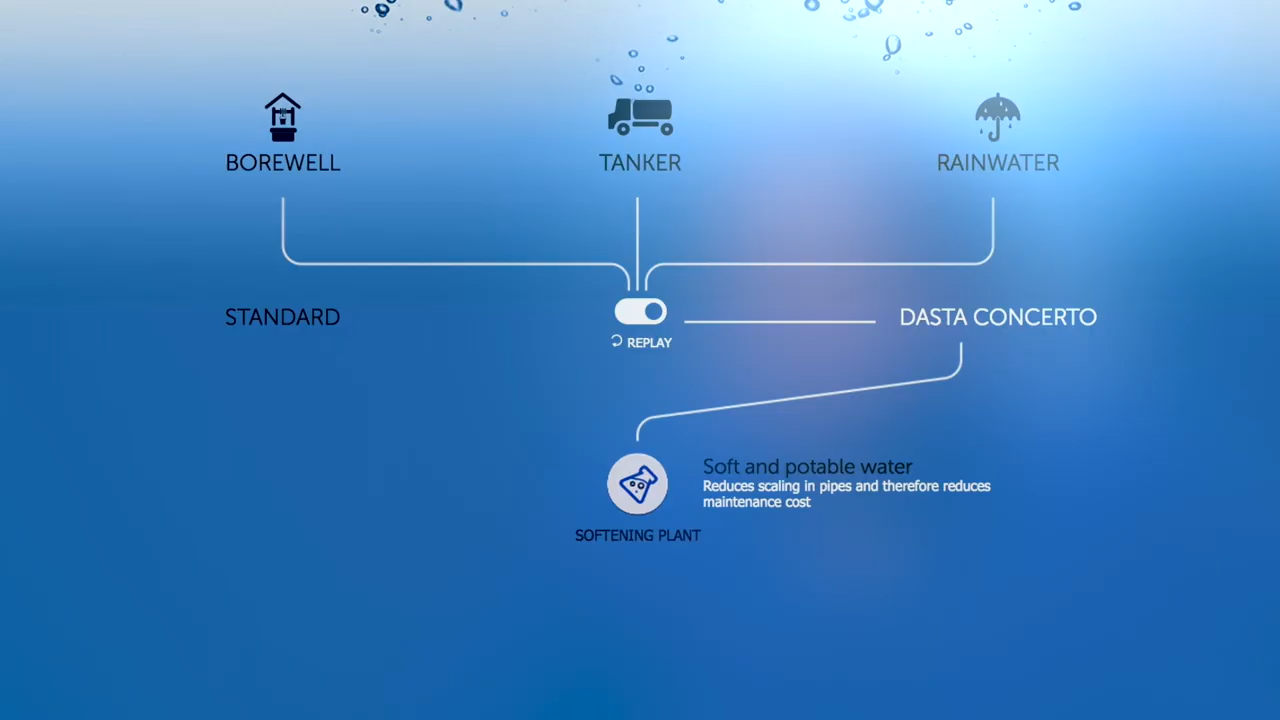 BOREWELL
TANKER
RAINWATER
STANDARD
REPLAY
DASTA CONCERTO
Soft and potable water
Reduces scaling in pipes and therefore reduces
maintenance cost
SOFTENING PLANT